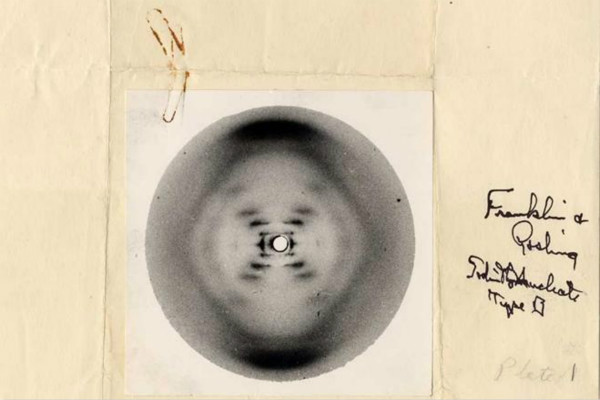 Franklin &
Gosling
Type B
Plate 1